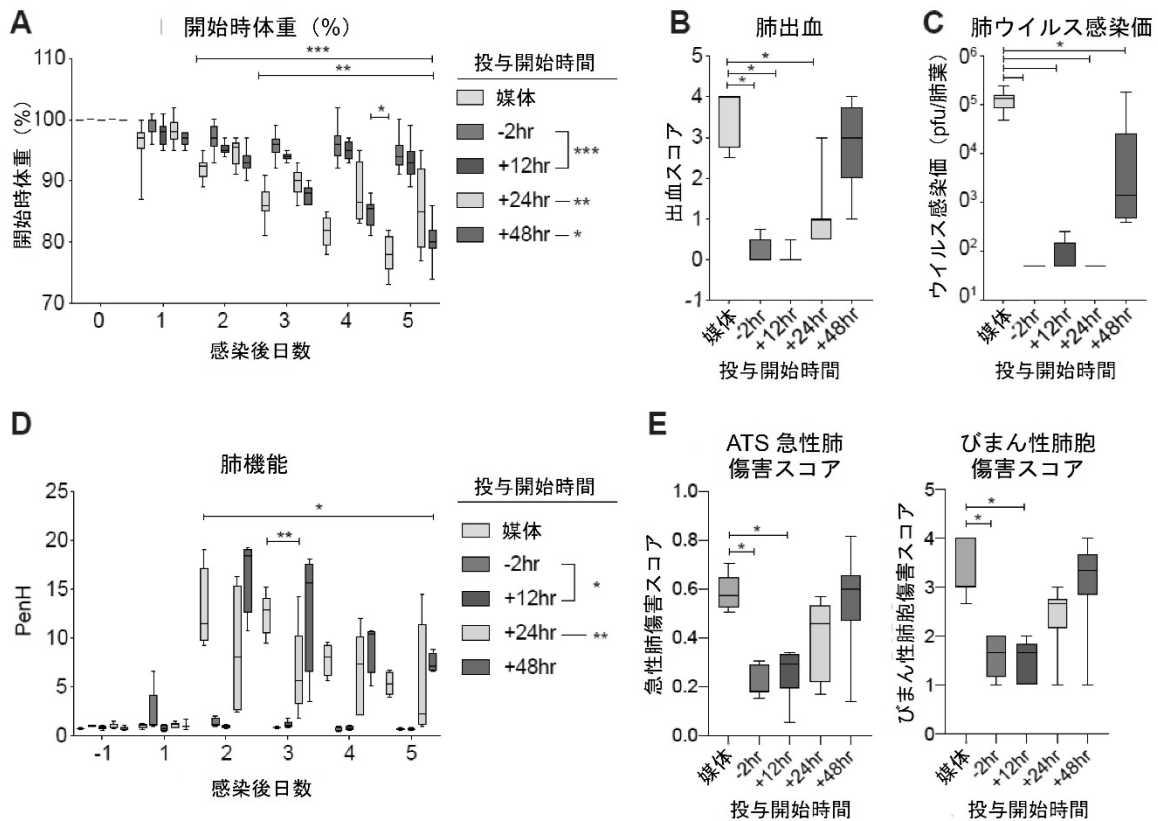 A
開始時体重（%）
開始時体重（%）
110
100
90
80
70
***
**
*
0 1 2 3 4 5
感染後日数
投与開始時間
媒体
-2hr
+12hr
***
+24hr **
+48hr *
B
肺出血
出血スコア
5
4
3
2
1
0
-1
*
*
*
媒体
-2hr
+12hr
+24hr
+48hr
投与開始時間
C
肺ウイルス感染価
ウイルス感染価（pfu/肺葉）
0⁶
0⁵
0⁴
0²
0¹
*
媒体
-2hr
+12hr
+24hr
+48hr
投与開始時間
D
肺機能
PenH
25
20
15
10
5
0
*
**
-1 1 2 3 4 5
感染後日数
投与開始時間
媒体
-2hr
+12hr
*
+24hr **
+48hr
E
ATS 急性肺
傷害スコア
急性肺傷害スコア
1.0
0.8
0.6
0.4
0.2
0.0
*
*
媒体
-2hr
+12hr
+24hr
+48hr
投与開始時間
びまん性肺胞
傷害スコア
びまん性肺胞傷害スコア
5
4
3
2
1
0
*
*
媒体
-2hr
+12hr
+24hr
+48hr
投与開始時間